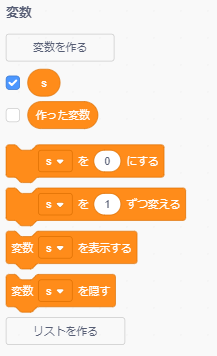 変数
変数を作る
s
作った変数
s を 0 にする
s を 1 ずつ変える
変数 s を表示する
変数 s を隠す
リストを作る